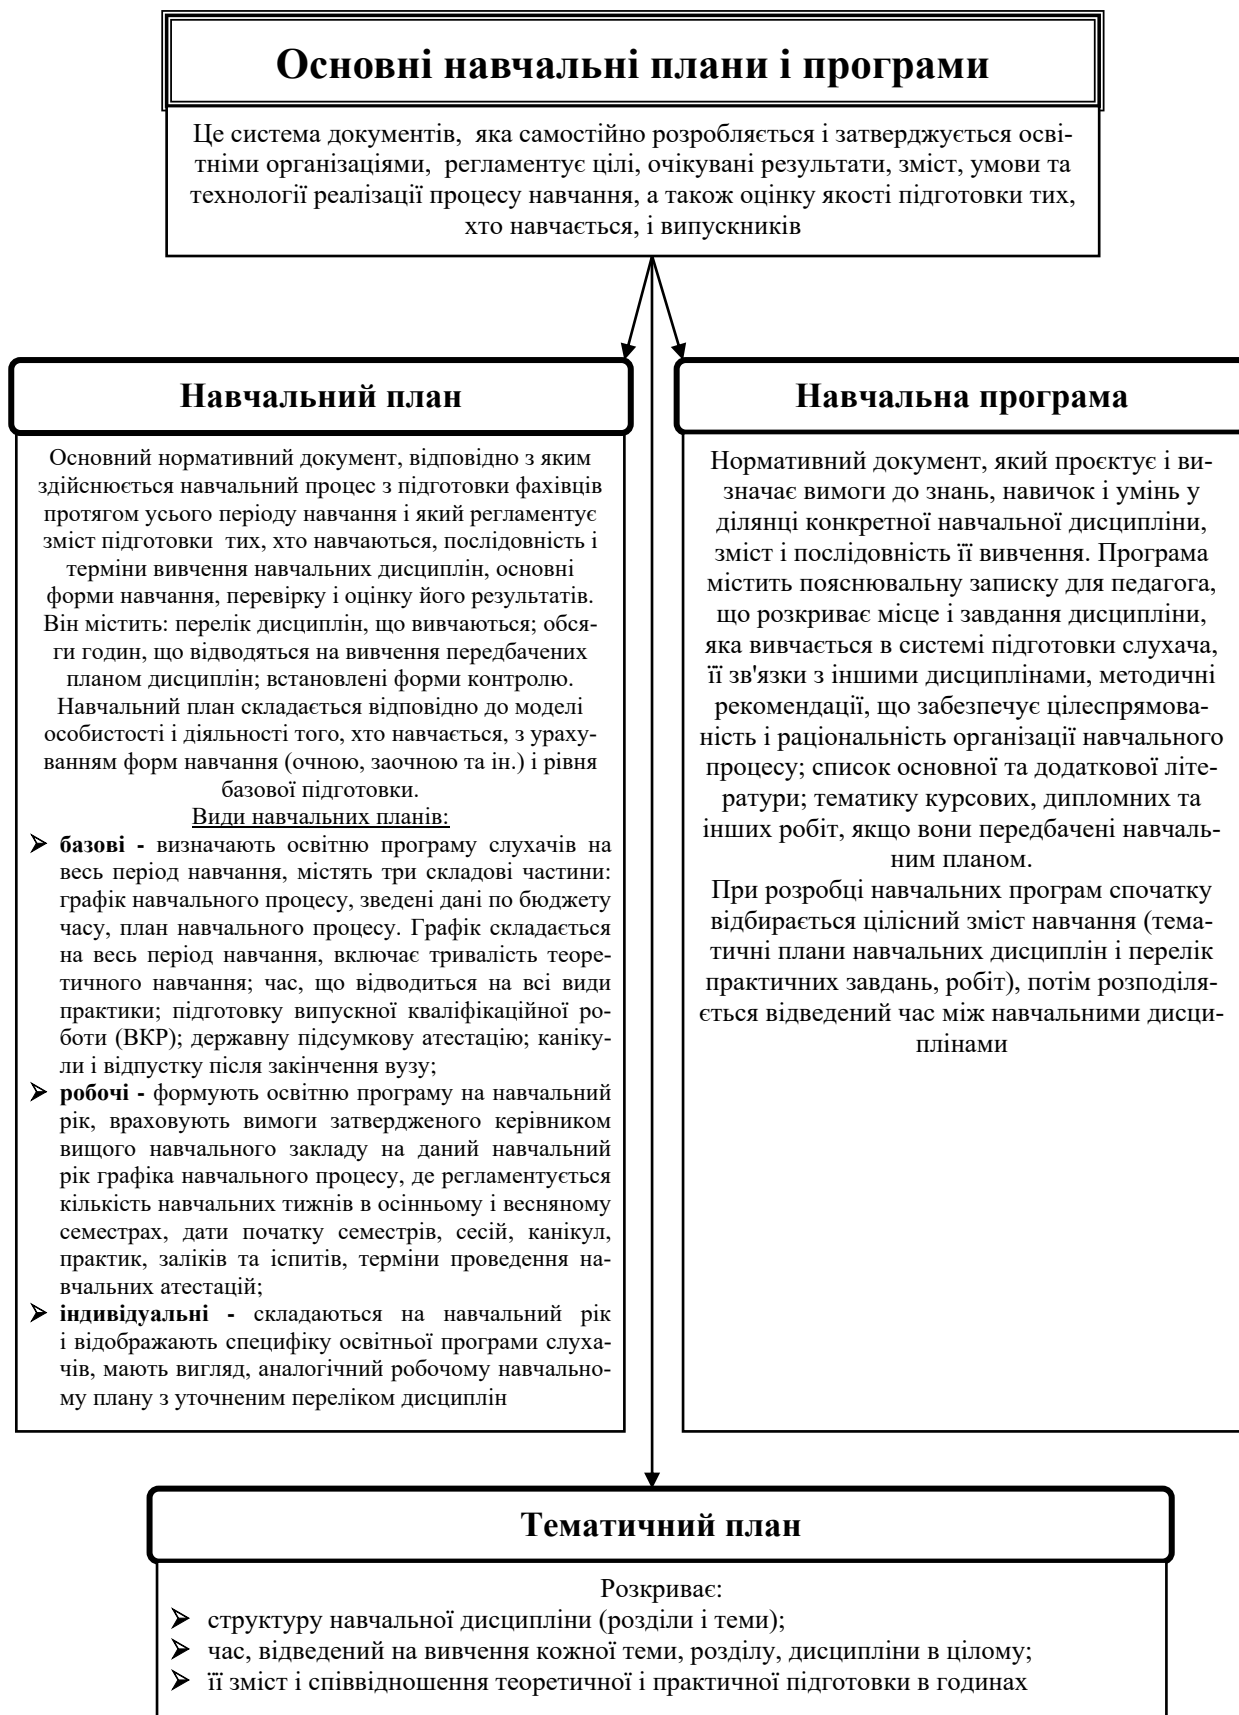 Основні навчальні плани і програми
Це система документів, яка самостійно розробляється і затверджується осві-
тніми організаціями, регламентує цілі, очікувані результати, зміст, умови та
технології реалізації процесу навчання, а також оцінку якості підготовки тих,
хто навчається, і випускників
Навчальний план
Основний нормативний документ, відповідно з яким
здійснюється навчальний процес з підготовки фахівців
протягом усього періоду навчання і який регламентує
зміст підготовки тих, хто навчаються, послідовність і
терміни вивчення навчальних дисциплін, основні
форми навчання, перевірку і оцінку його результатів.
Він містить: перелік дисциплін, що вивчаються; обся-
ги годин, що відводяться на вивчення передбачених
планом дисциплін; встановлені форми контролю.
Навчальний план складається відповідно до моделі
особистості і діяльності того, хто навчається, з ураху-
ванням форм навчання (очною, заочною та ін.) і рівня
базової підготовки.
Види навчальних планів:
➢ базові - визначають освітню програму слухачів на
весь період навчання, містять три складові частини:
графік навчального процесу, зведені дані по бюджету
часу, план навчального процесу. Графік складається
на весь період навчання, включає тривалість теоре-
тичного навчання; час, що відводиться на всі види
практики; підготовку випускної кваліфікаційної ро-
боти (ВКР); державну підсумкову атестацію; каніку-
ли і відпустку після закінчення вузу;
➢ робочі - формують освітню програму на навчальний
рік, враховують вимоги затвердженого керівником
вищого навчального закладу на даний навчальний
рік графіка навчального процесу, де регламентується
кількість навчальних тижнів в осінньому і весняному
семестрах, дати початку семестрів, сесій, канікул,
практик, заліків та іспитів, терміни проведення на-
вчальних атестацій;
➢ індивідуальні - складаються на навчальний рік
і відображають специфіку освітньої програми слуха-
чів, мають вигляд, аналогічний робочому навчально-
му плану з уточненим переліком дисциплін
Навчальна програма
Нормативний документ, який проєктує і ви-
значає вимоги до знань, навичок і умінь у
ділянці конкретної навчальної дисципліни,
зміст і послідовність її вивчення. Програма
містить пояснювальну записку для педагога,
що розкриває місце і завдання дисципліни,
яка вивчається в системі підготовки слухача,
її зв'язки з іншими дисциплінами, методичні
рекомендації, що забезпечує цілеспрямова-
ність і раціональність організації навчального
процесу; список основної та додаткової літе-
ратури; тематику курсових, дипломних та
інших робіт, якщо вони передбачені навчаль-
ним планом.
При розробці навчальних програм спочатку
відбирається цілісний зміст навчання (тема-
тичні плани навчальних дисциплін і перелік
практичних завдань, робіт), потім розподіля-
ється відведений час між навчальними дисци-
плінами
Тематичний план
Розкриває:
➢ структуру навчальної дисципліни (розділи і теми);
➢ час, відведений на вивчення кожної теми, розділу, дисципліни в цілому;
➢ її зміст і співвідношення теоретичної і практичної підготовки в годинах